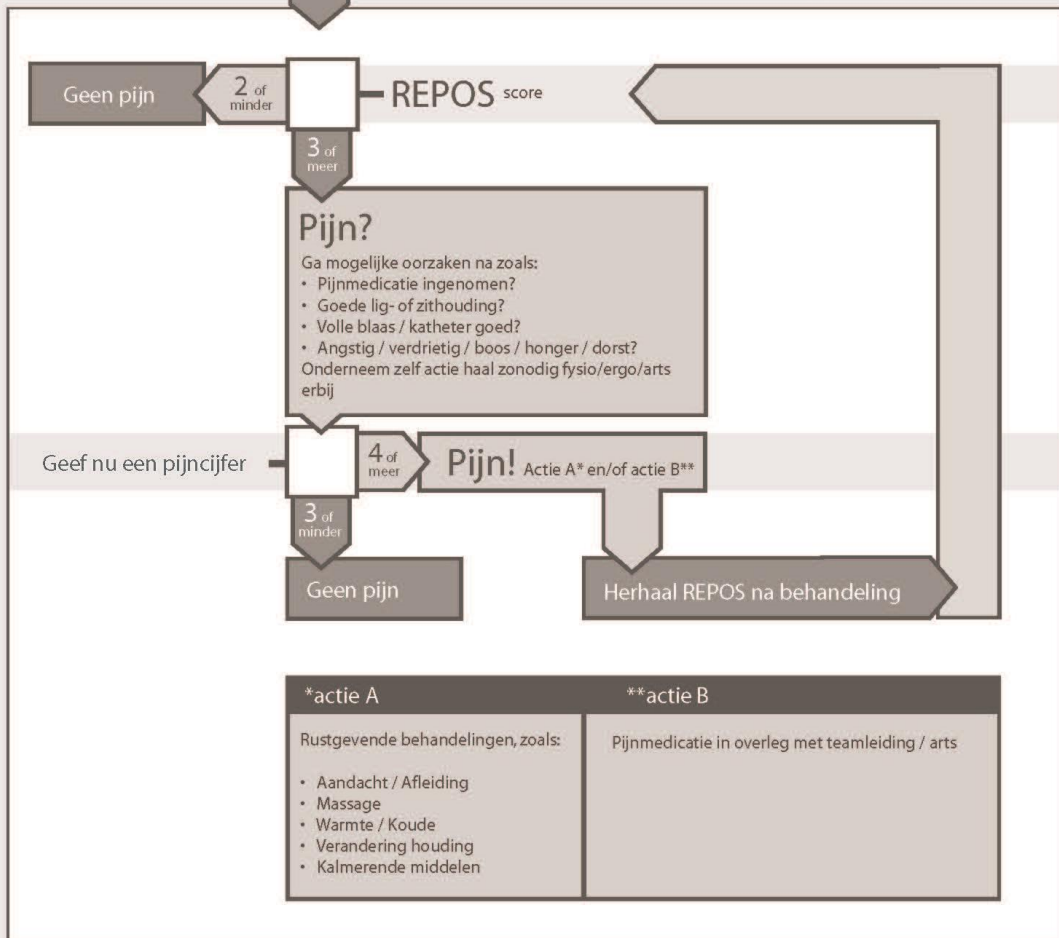 Geen pijn
2 of
minder
REPOS score
3 of
meer
Pijn?
Ga mogelijke oorzaken na zoals:
• Pijnmedicatie ingenomen?
• Goede lig- of zithouding?
• Volle blaas / katheter goed?
• Angstig / verdrietig / boos / honger / dorst?
Onderneem zelf actie haal zonodig fysio/ergo/arts
erbij
Geef nu een pijncijfer
4 of
meer
Pijn! Actie A* en/of actie B**
3 of
minder
Geen pijn
Herhaal REPOS na behandeling
*actie A
Rustgevende behandelingen, zoals:
• Aandacht / Afleiding
• Massage
• Warmte / Koude
• Verandering houding
• Kalmerende middelen
**actie B
Pijnmedicatie in overleg met teamleiding / arts